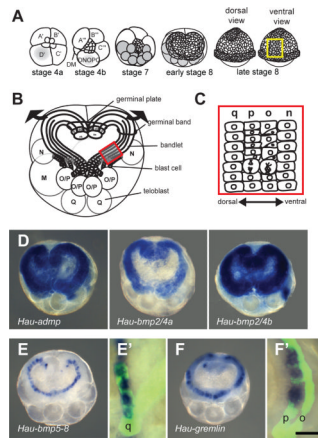 A
dorsal view
ventral view
A' B'
D' C'
A''' B'''
C'''
DM
DNOPQ'''
stage 4a
stage 4b
stage 7
early stage 8
late stage 8
B
germinal plate
germinal band
bandlet
blast cell
teloblast
N
N
M
O/P
O/P
O/P
O/P
Q
Q
C
q p o n
dorsal
ventral
D
Hau-admp
Hau-bmp2/4a
Hau-bmp2/4b
E
Hau-bmp5-8
E'
q
F
Hau-gremlin
F'
p o